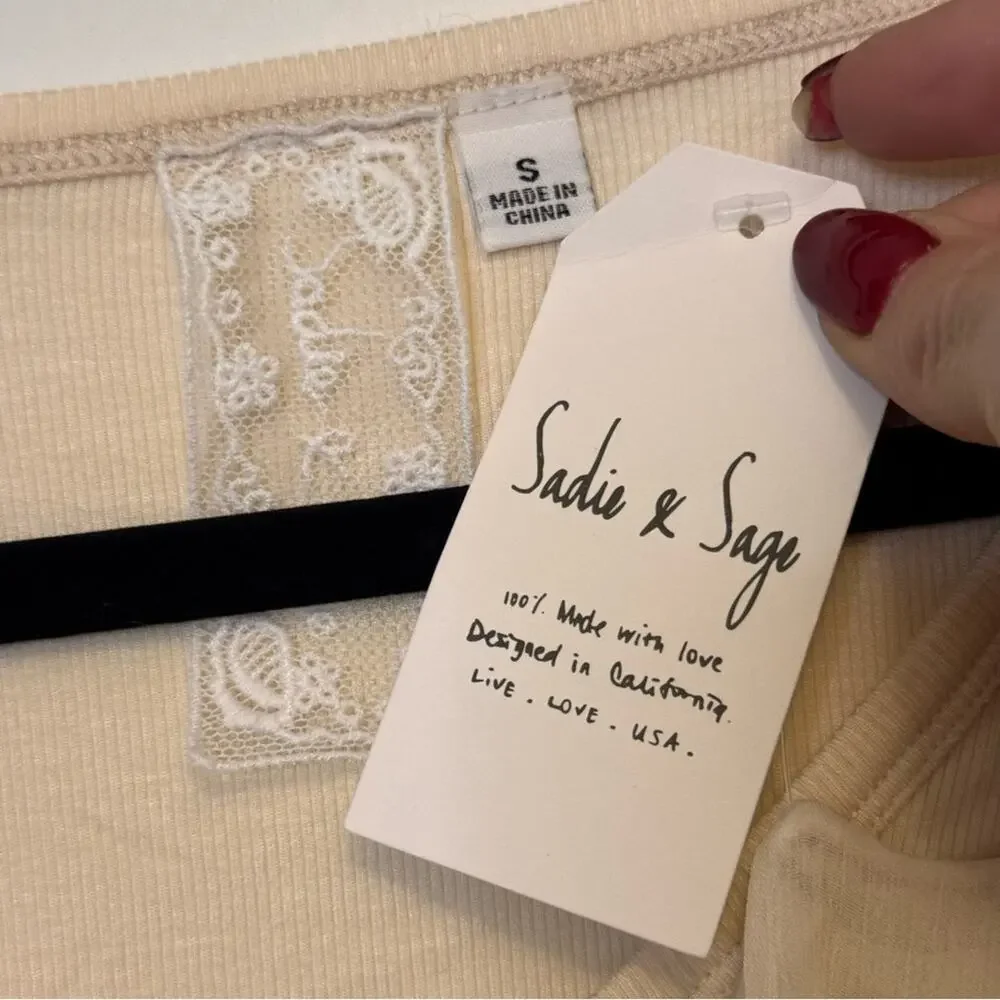 S
MADE IN
CHINA
Sadie & Sage
100% Made with love
Designed in California.
LIVE . LOVE . USA .